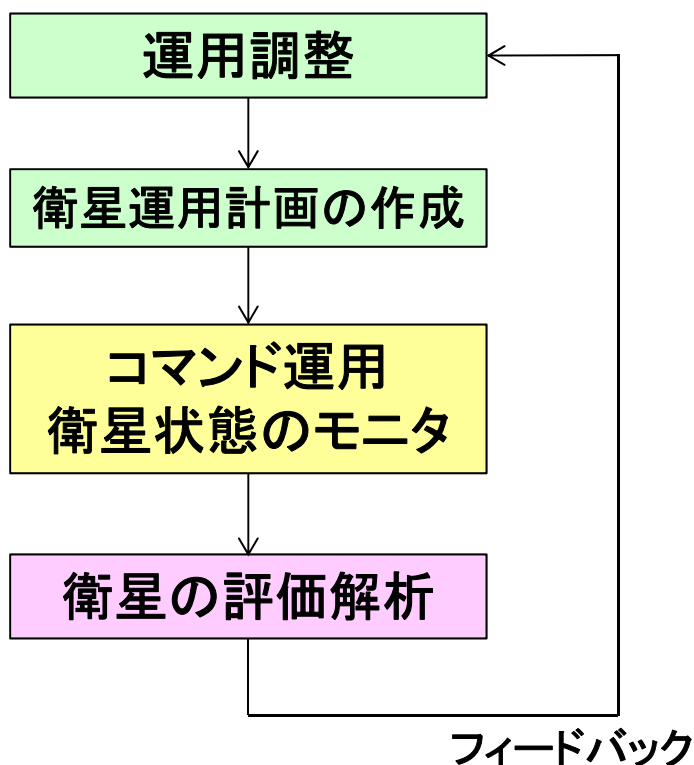 運用調整
衛星運用計画の作成
コマンド運用
衛星状態のモニタ
衛星の評価解析
フィードバック